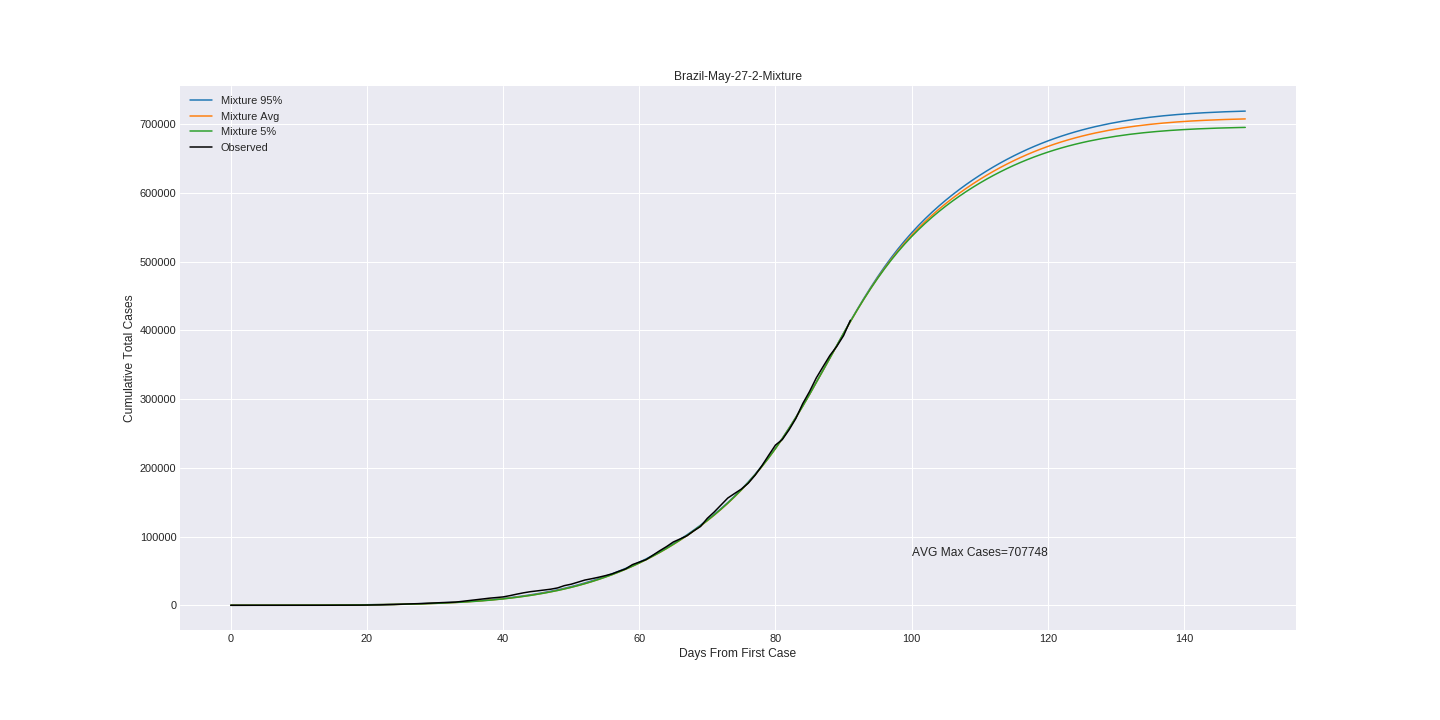 Brazil-May-27-2-Mixture
Mixture 95%
Mixture Avg
Mixture 5%
Observed
Cumulative Total Cases
700000
600000
500000
400000
300000
200000
100000
0
AVG Max Cases=707748
0 20 40 60 80 100 120 140
Days From First Case